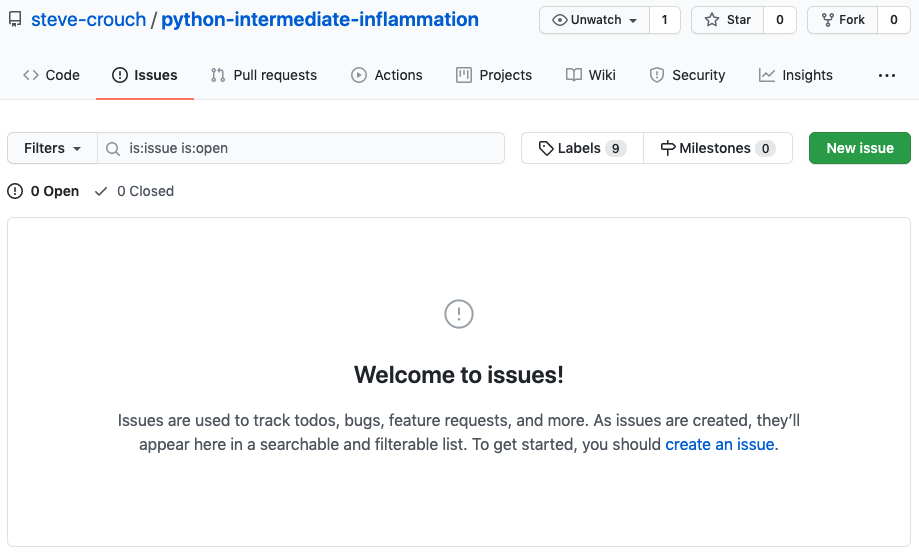 steve-crouch / python-intermediate-inflammation Unwatch 1 Star 0 Fork 0
Code Issues Pull requests Actions Projects Wiki Security Insights ...
Filters is:issue is:open Labels 9 Milestones 0 New issue
0 Open 0 Closed
Welcome to issues!
Issues are used to track todos, bugs, feature requests, and more. As issues are created, they’ll
appear here in a searchable and filterable list. To get started, you should create an issue.